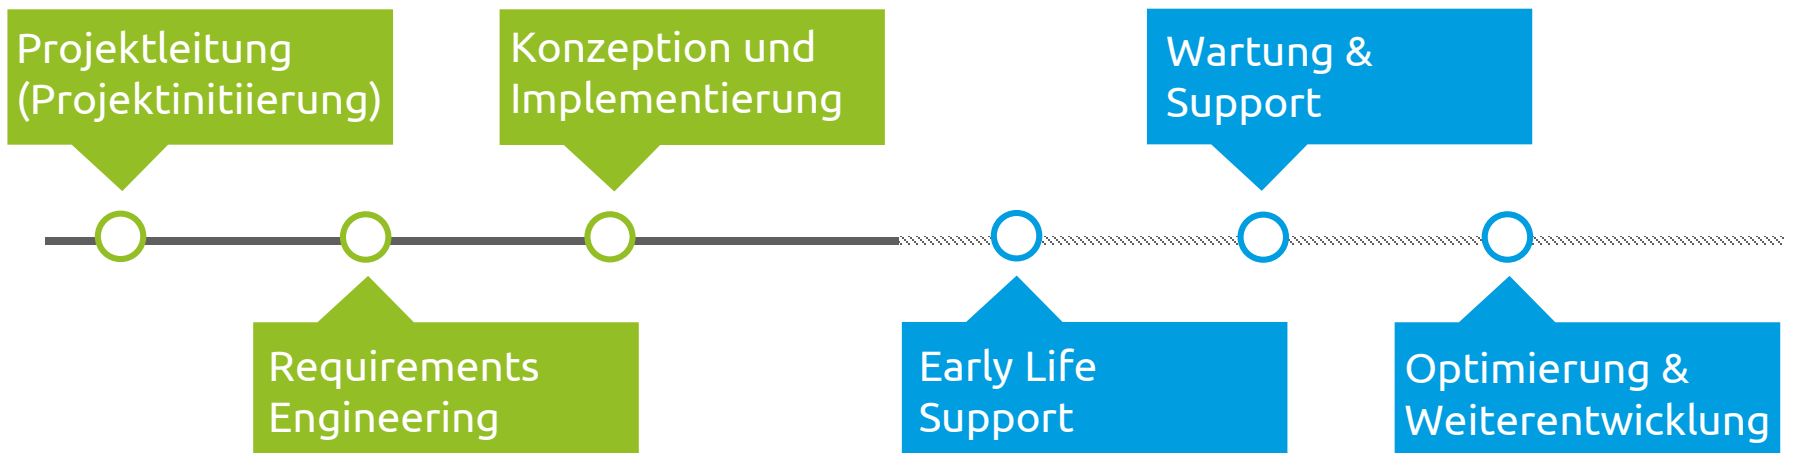 Projektleitung
(Projektinitiierung)
Konzeption und
Implementierung
Wartung &
Support
Requirements
Engineering
Early Life
Support
Optimierung &
Weiterentwicklung